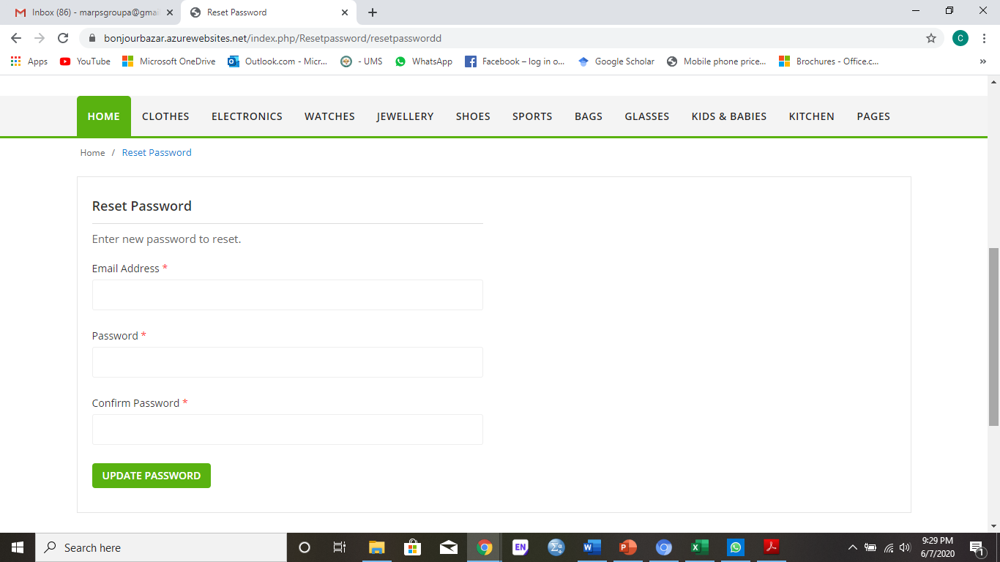 Inbox (86) - marpsgroupa@gmai
Reset Password
bonjourbazar.azurewebsites.net/index.php/Resetpassword/resetpasswordd
C
Apps YouTube Microsoft OneDrive Outlook.com - Micr... - UMS WhatsApp Facebook – log in o... Google Scholar Mobile phone price... Brochures - Office.c... »
HOME CLOTHES ELECTRONICS WATCHES JEWELLERY SHOES SPORTS BAGS GLASSES KIDS & BABIES KITCHEN PAGES
Home / Reset Password
Reset Password
Enter new password to reset.
Email Address *
Password *
Confirm Password *
UPDATE PASSWORD
Search here
EN
9:29 PM
6/7/2020
1